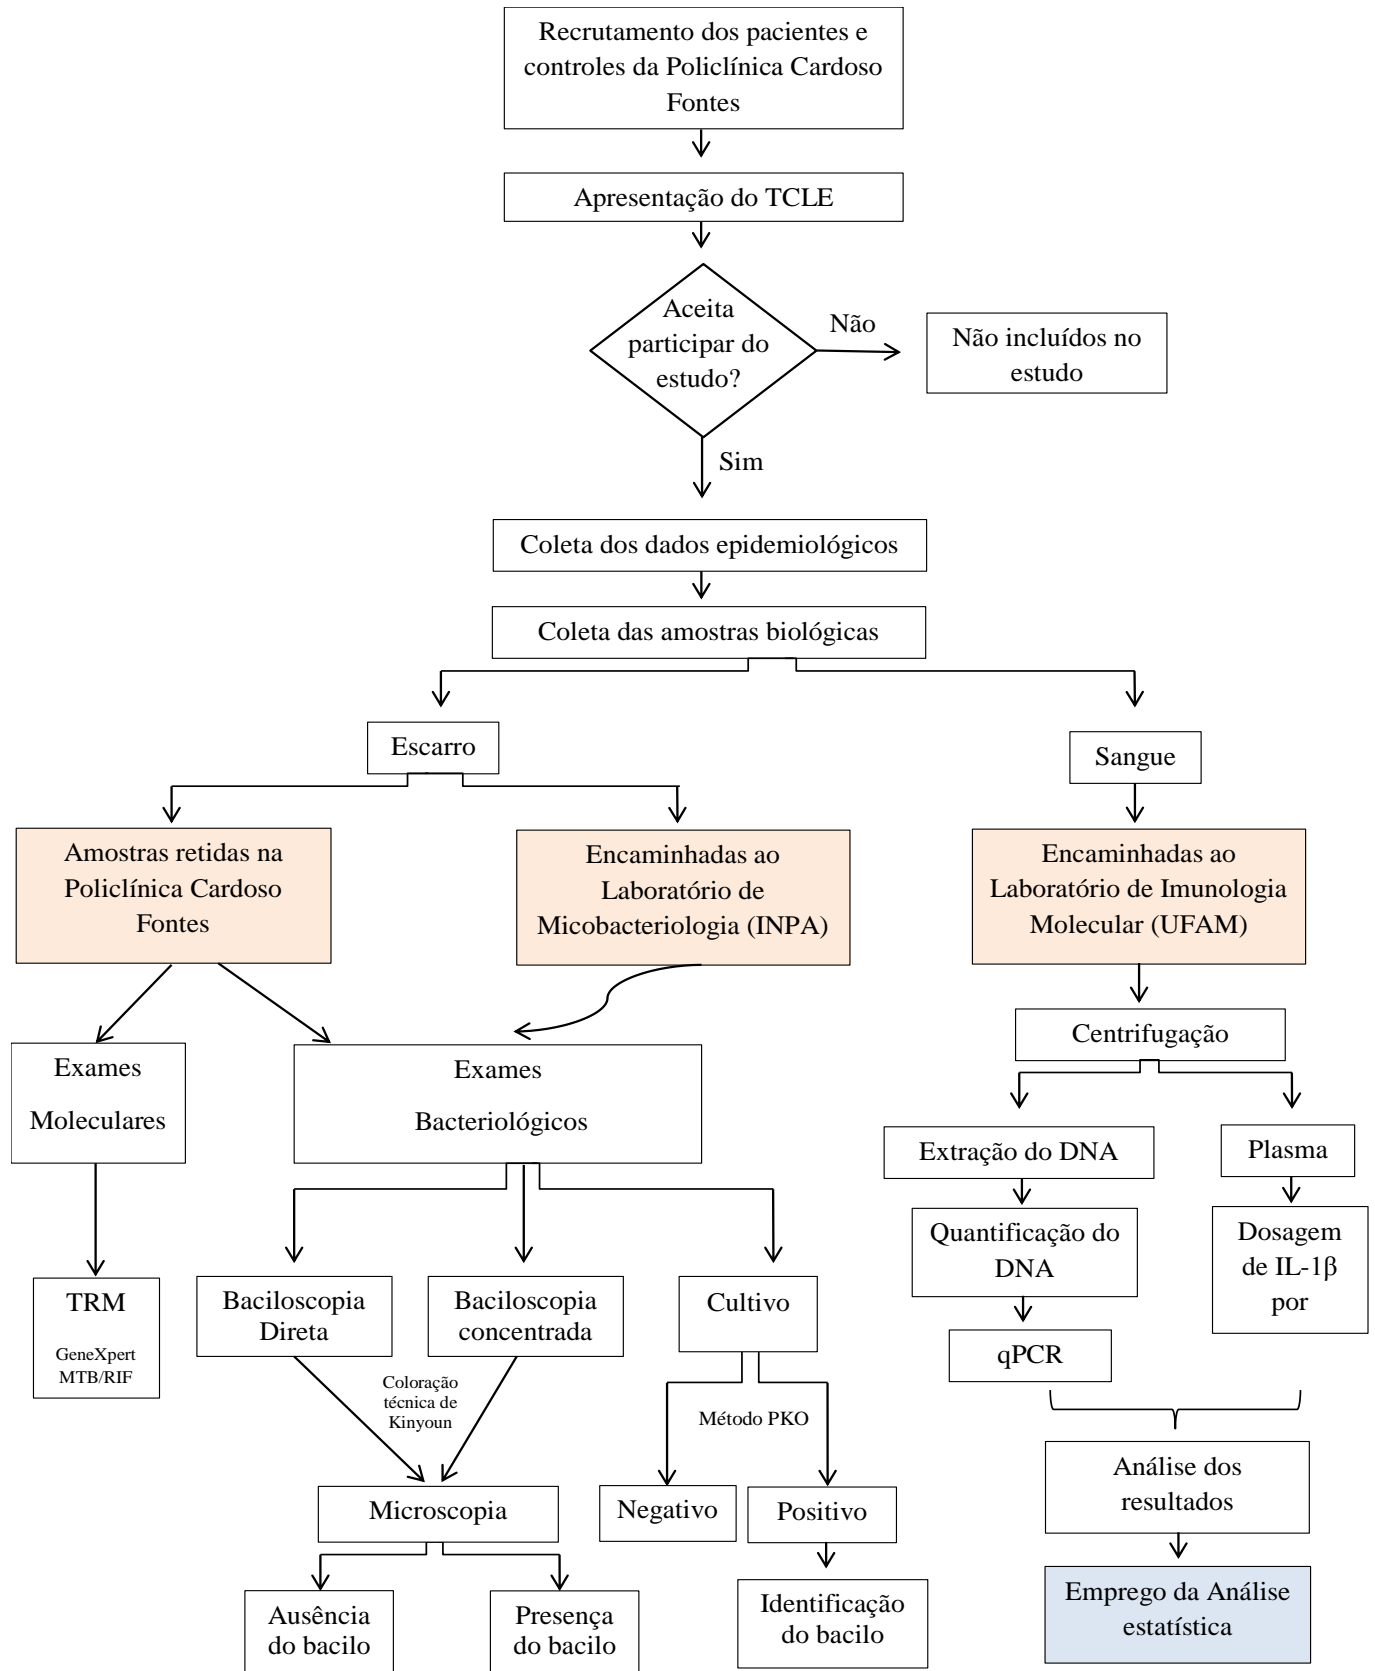 Recrutamento dos pacientes e
controles da Policlínica Cardoso
Fontes
Apresentação do TCLE
Aceita
participar do
estudo?
Não
Não incluídos no
estudo
Sim
Coleta dos dados epidemiológicos
Coleta das amostras biológicas
Escarro
Sangue
Amostras retidas na
Policlínica Cardoso
Fontes
Encaminhadas ao
Laboratório de
Micobacteriologia (INPA)
Encaminhadas ao
Laboratório de Imunologia
Molecular (UFAM)
Exames
Moleculares
Exames
Bacteriológicos
Centrifugação
Extração do DNA
Plasma
Quantificação do
DNA
Dosagem
de IL-1β
por
qPCR
TRM
GeneXpert
MTB/RIF
Baciloscopia
Direta
Baciloscopia
concentrada
Cultivo
Coloração
técnica de
Kinyoun
Método PKO
Microscopia
Negativo
Positivo
Análise dos
resultados
Ausência
do bacilo
Presença
do bacilo
Identificação
do bacilo
Emprego da Análise
estatística